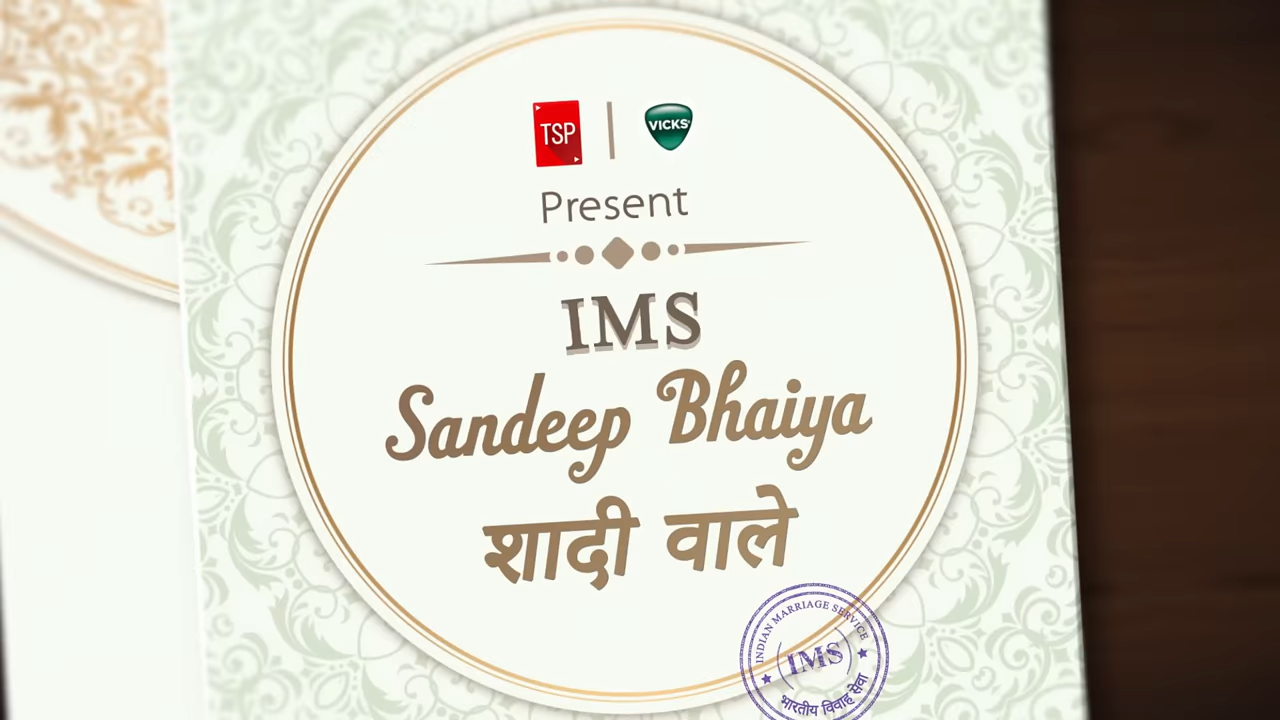 TSP | VICKS
Present
IMS
Sandeep Bhaiya
शादी वाले
INDIAN MARRIAGE SERVICE
IMS
भारतीय विवाह सेवा